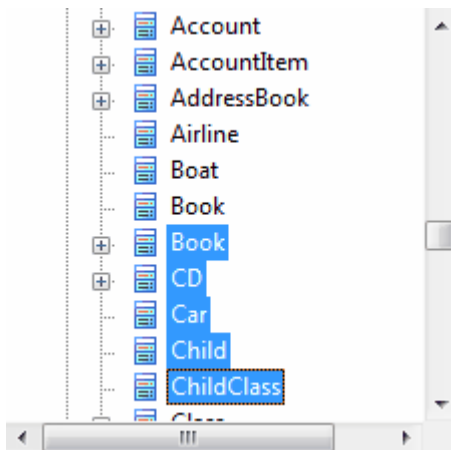 Account
AccountItem
AddressBook
Airline
Boat
Book
Book
CD
Car
Child
ChildClass